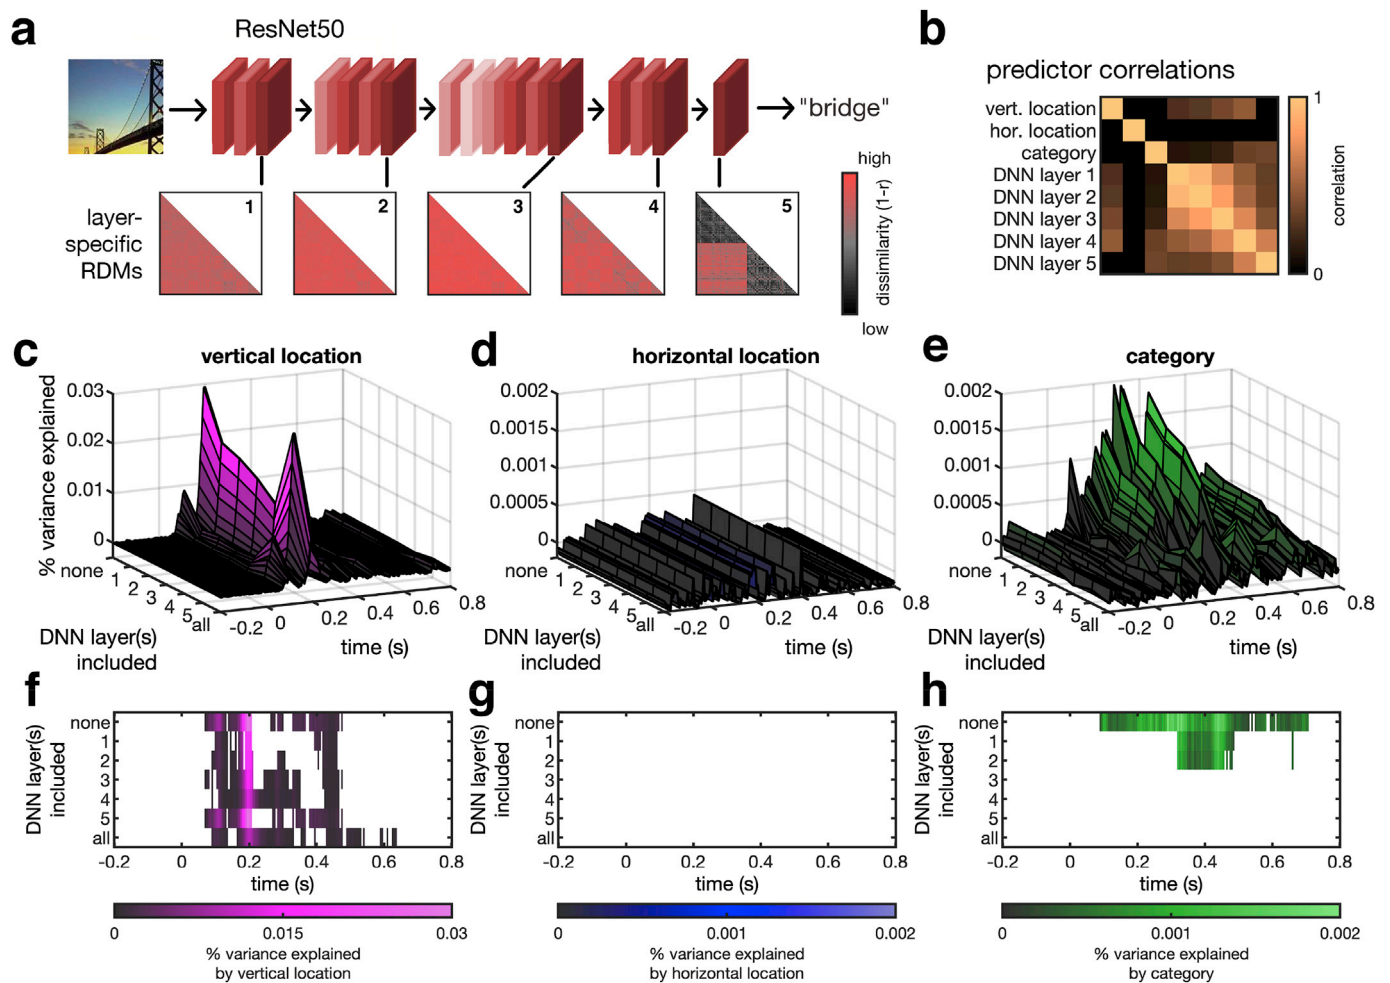 a
ResNet50
"bridge"
layer-
specific
RDMs
1
2
3
4
5
high
dissimilarity (1-r)
low
b
predictor correlations
vert. location
hor. location
category
DNN layer 1
DNN layer 2
DNN layer 3
DNN layer 4
DNN layer 5
1
0
correlation
c
vertical location
% variance explained
0.03
0.02
0.01
0
none
1
2
3
4
5
all
DNN layer(s)
included
-0.2
0
0.2
0.4
0.6
0.8
time (s)
d
horizontal location
0.002
0.0015
0.001
0.0005
0
none
1
2
3
4
5
all
DNN layer(s)
included
-0.2
0
0.2
0.4
0.6
0.8
time (s)
e
category
0.002
0.0015
0.001
0.0005
0
none
1
2
3
4
5
all
DNN layer(s)
included
-0.2
0
0.2
0.4
0.6
0.8
time (s)
f
DNN layer(s)
included
none
1
2
3
4
5
all
-0.2 0 0.2 0.4 0.6 0.8
time (s)
0 0.015 0.03
% variance explained
by vertical location
g
DNN layer(s)
included
none
1
2
3
4
5
all
-0.2 0 0.2 0.4 0.6 0.8
time (s)
0 0.001 0.002
% variance explained
by horizontal location
h
DNN layer(s)
included
none
1
2
3
4
5
all
-0.2 0 0.2 0.4 0.6 0.8
time (s)
0 0.001 0.002
% variance explained
by category